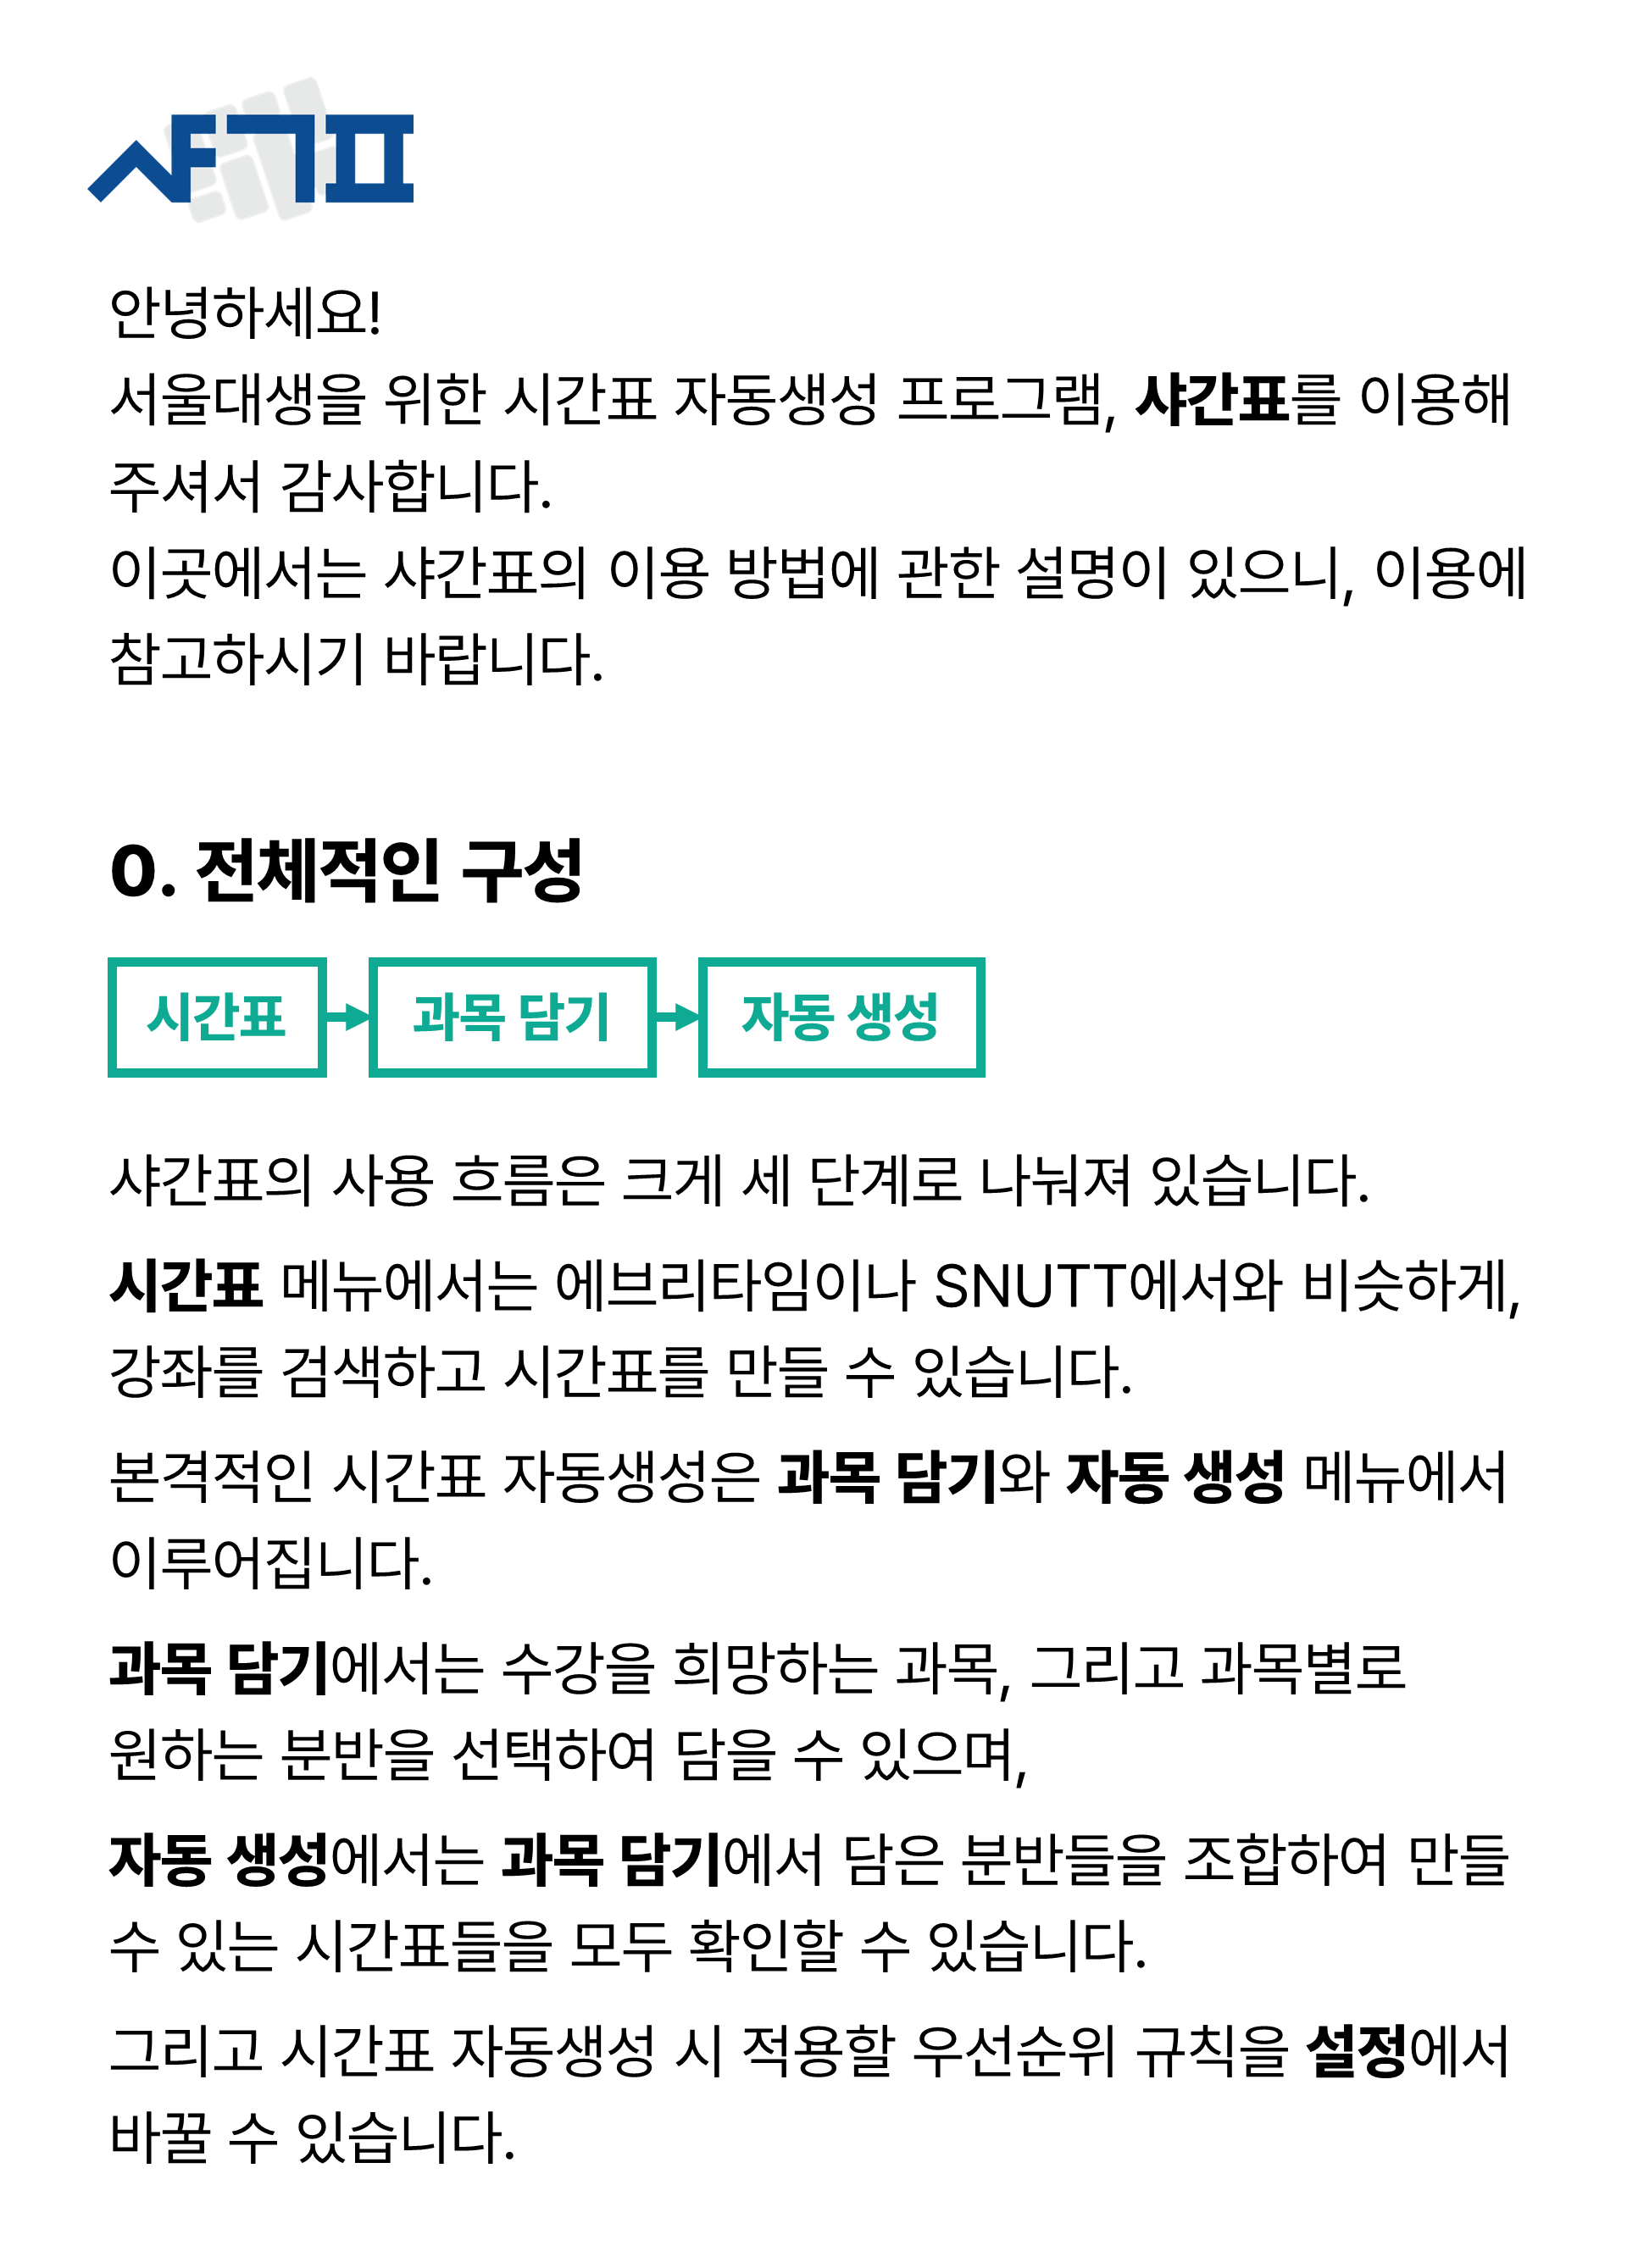 샤간표
안녕하세요!
서울대생을 위한 시간표 자동생성 프로그램, 샤간표를 이용해
주셔서 감사합니다.
이곳에서는 샤간표의 이용 방법에 관한 설명이 있으니, 이용에
참고하시기 바랍니다.
0. 전체적인 구성
시간표 과목 담기 자동 생성
샤간표의 사용 흐름은 크게 세 단계로 나눠져 있습니다.
시간표 메뉴에서는 에브리타임이나 SNUTT에서와 비슷하게,
강좌를 검색하고 시간표를 만들 수 있습니다.
본격적인 시간표 자동생성은 과목 담기와 자동 생성 메뉴에서
이루어집니다.
과목 담기에서는 수강을 희망하는 과목, 그리고 과목별로
원하는 분반을 선택하여 담을 수 있으며,
자동 생성에서는 과목 담기에서 담은 분반들을 조합하여 만들
수 있는 시간표들을 모두 확인할 수 있습니다.
그리고 시간표 자동생성 시 적용할 우선순위 규칙을 설정에서
바꿀 수 있습니다.